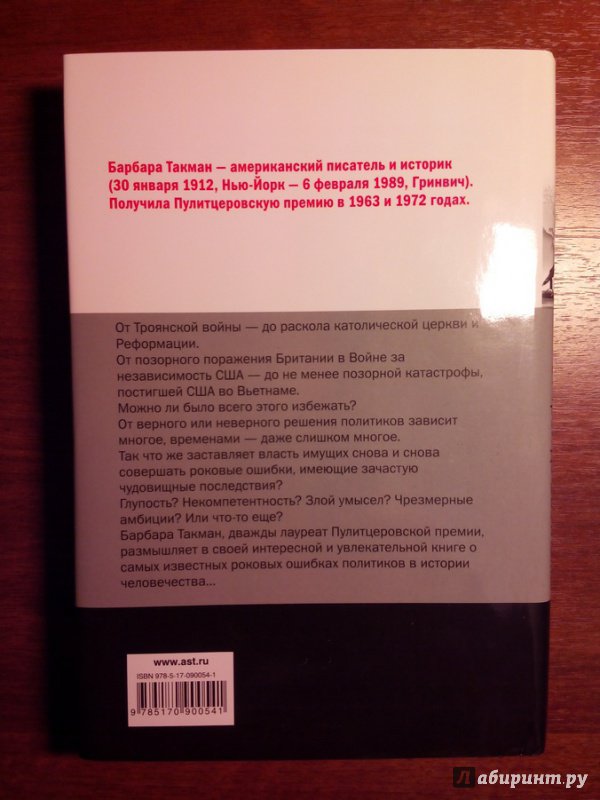 Барбара Такман — американский писатель и историк
(30 января 1912, Нью-Йорк — 6 февраля 1989, Гринвич).
Получила Пулитцеровскую премию в 1963 и 1972 годах.
От Троянской войны — до раскола католической церкви и
Реформации.
От позорного поражения Британии в Войне за
независимость США — до не менее позорной катастрофы,
постигшей США во Вьетнаме.
Можно ли было всего этого избежать?
От верного или неверного решения политиков зависит
многое, временами — даже слишком многое.
Так что же заставляет власть имущих снова и снова
совершать роковые ошибки, имеющие зачастую
чудовищные последствия?
Глупость? Некомпетентность? Злой умысел? Чрезмерные
амбиции? Или что-то еще?
Барбара Такман, дважды лауреат Пулитцеровской премии,
размышляет в своей интересной и увлекательной книге о
самых известных роковых ошибках политиков в истории
человечества...
www.ast.ru
ISBN 978-5-17-090054-1
9 785170 900541
лабиринт.ру